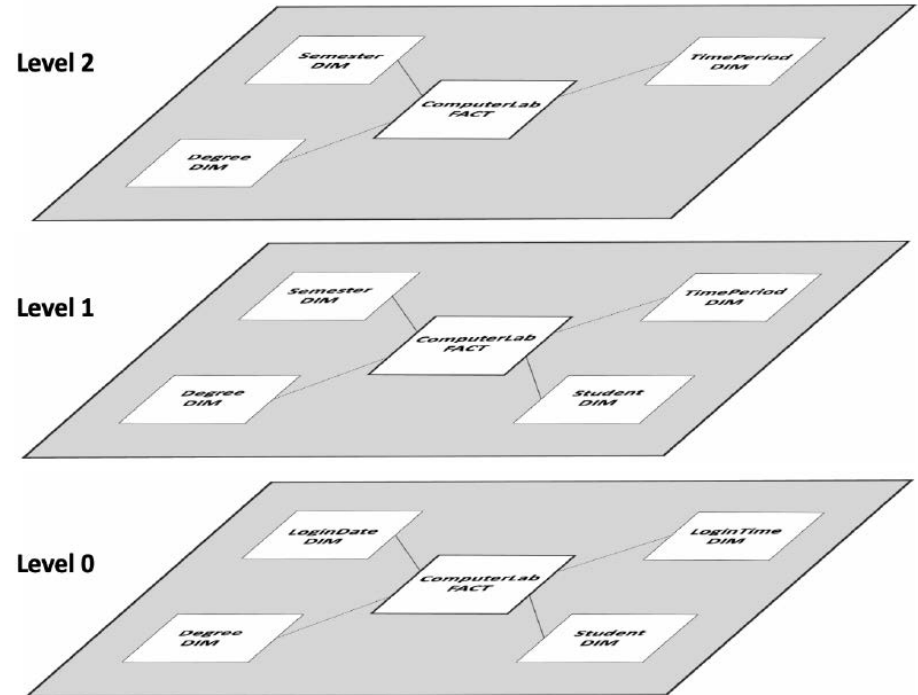 Level 2
Semester
DIM
TimePeriod
DIM
ComputerLab
FACT
Degree
DIM
Level 1
Semester
DIM
TimePeriod
DIM
ComputerLab
FACT
Degree
DIM
Student
DIM
Level 0
LoginDate
DIM
LoginTime
DIM
ComputerLab
FACT
Degree
DIM
Student
DIM